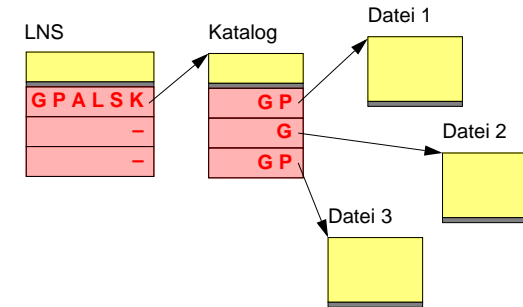 Datei 1
LNS Katalog
G P A L S K G P
– G
– G P
Datei 2
Datei 3